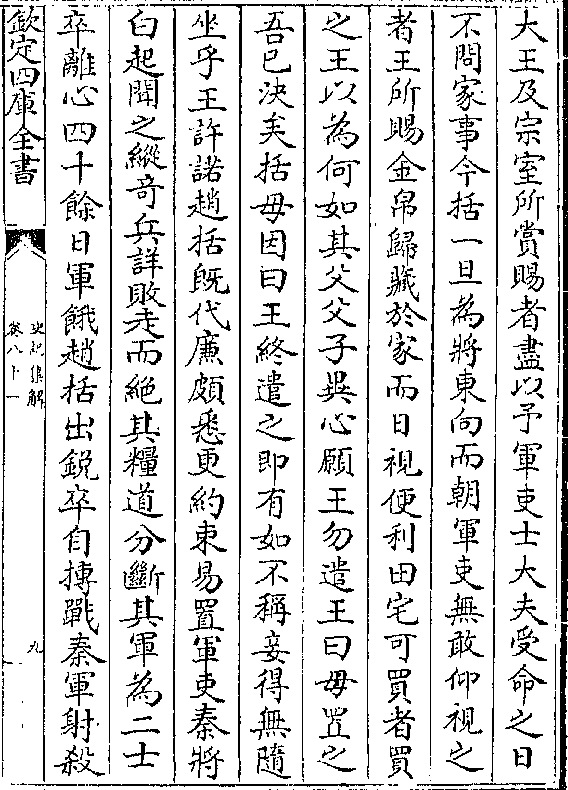 大王及宗室所賞賜者盡以予軍吏士大夫受命之日
不問家事今括一旦為將東向而朝軍吏無敢仰視之
者王所賜金帛歸藏於家而日視便利田宅可買者買
之王以為何如其父父子異心願王勿遣王曰母置之
吾已決矣括母因曰王終遣之即有如不稱妾得無隨
坐乎王許諾趙括既代廉頗悉更約束易置軍吏秦將
白起聞之縱奇兵詳敗走而絕其糧道分斷其軍為二士
卒離心四十餘日軍餓趙括出銳卒自搏戰秦軍射殺
欽定四庫全書
史記集解
卷八十一
九